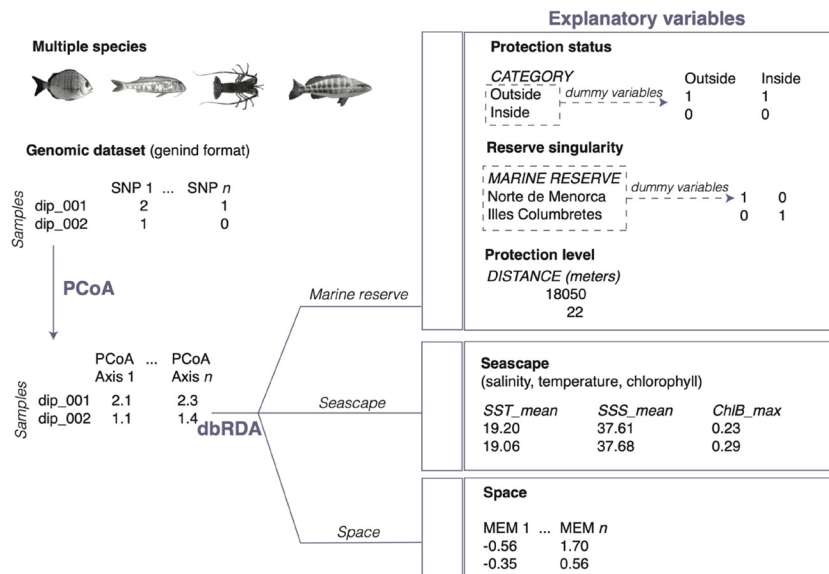 Explanatory variables
Multiple species
Genomic dataset (genind format)
Samples
SNP 1 ... SNP n
dip_001 2 1
dip_002 1 0
PCoA
Samples
PCoA ... PCoA
Axis 1 Axis n
dip_001 2.1 2.3
dip_002 1.1 1.4
dbRDA
Marine reserve
Seascape
Space
Protection status
CATEGORY
Outside
Inside
dummy variables
Outside Inside
1 1
0 0
Reserve singularity
MARINE RESERVE
Norte de Menorca
Illes Columbretes
dummy variables
1 0
0 1
Protection level
DISTANCE (meters)
18050
22
Seascape
(salinity, temperature, chlorophyll)
SST_mean SSS_mean ChlB_max
19.20 37.61 0.23
19.06 37.68 0.29
Space
MEM 1 ... MEM n
-0.56 1.70
-0.35 0.56